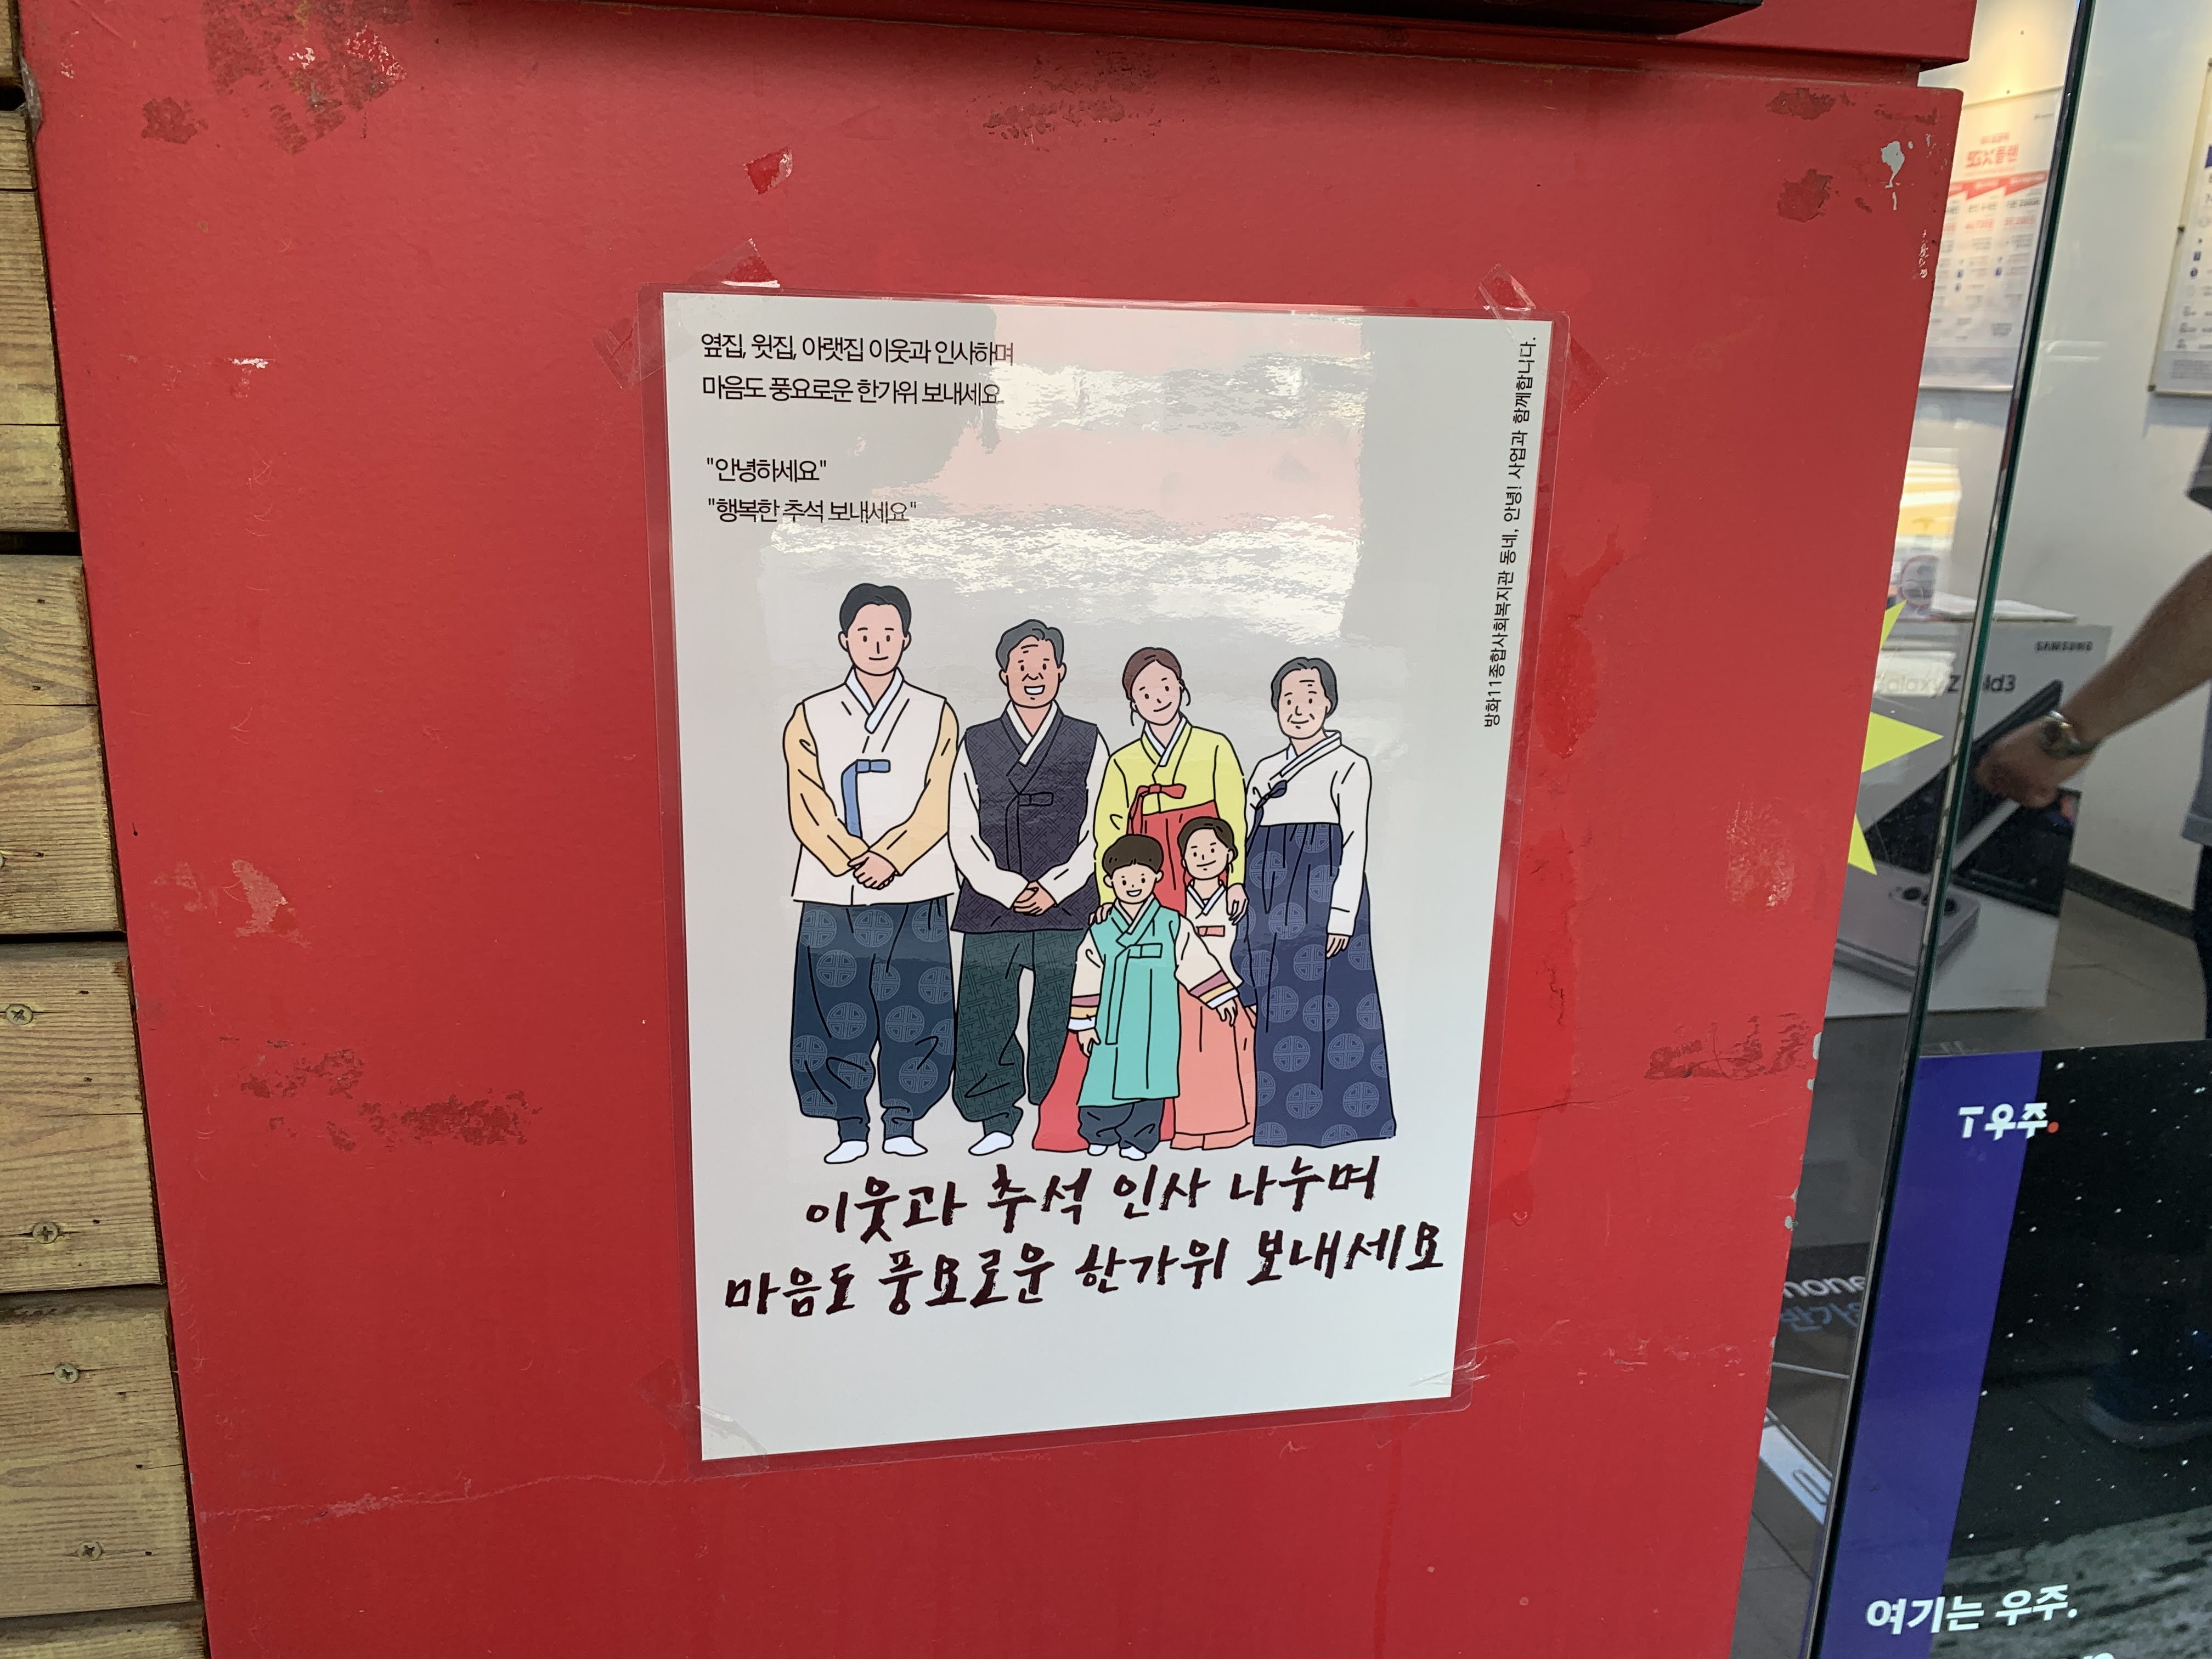 옆집, 윗집, 아랫집 이웃과 인사하며
마음도 풍요로운 한가위 보내세요.
"안녕하세요"
"행복한 추석 보내세요"
방화11종합사회복지관 동네, 안녕! 사업과 함께합니다.
이웃과 추석 인사 나누며
마음도 풍요로운 한가위 보내세요
SAMSUNG
T우주.
여기는 우주.